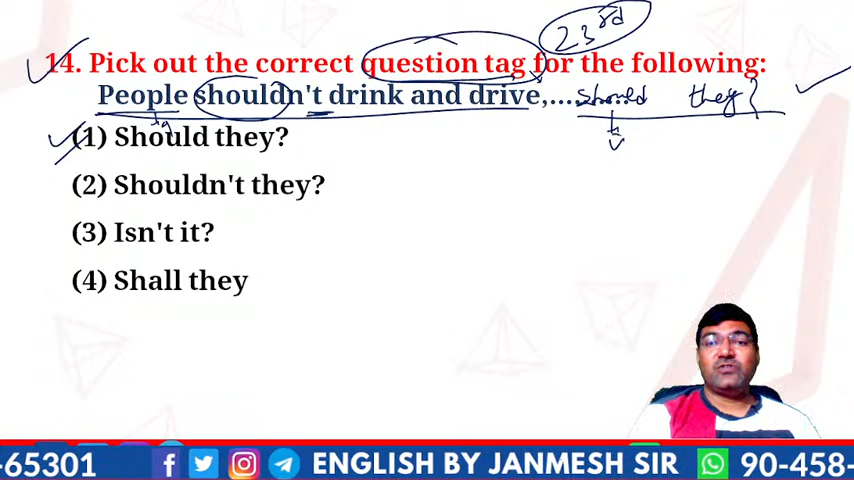 23rd
14. Pick out the correct question tag for the following:
People shouldn't drink and drive,....should they?
(1) Should they?
(2) Shouldn't they?
(3) Isn't it?
(4) Shall they
-65301 ENGLISH BY JANMESH SIR 90-458-